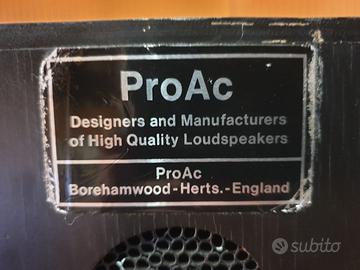 ProAc
Designers and Manufacturers
of High Quality Loudspeakers
ProAc
Borehamwood-Herts.-England
subito